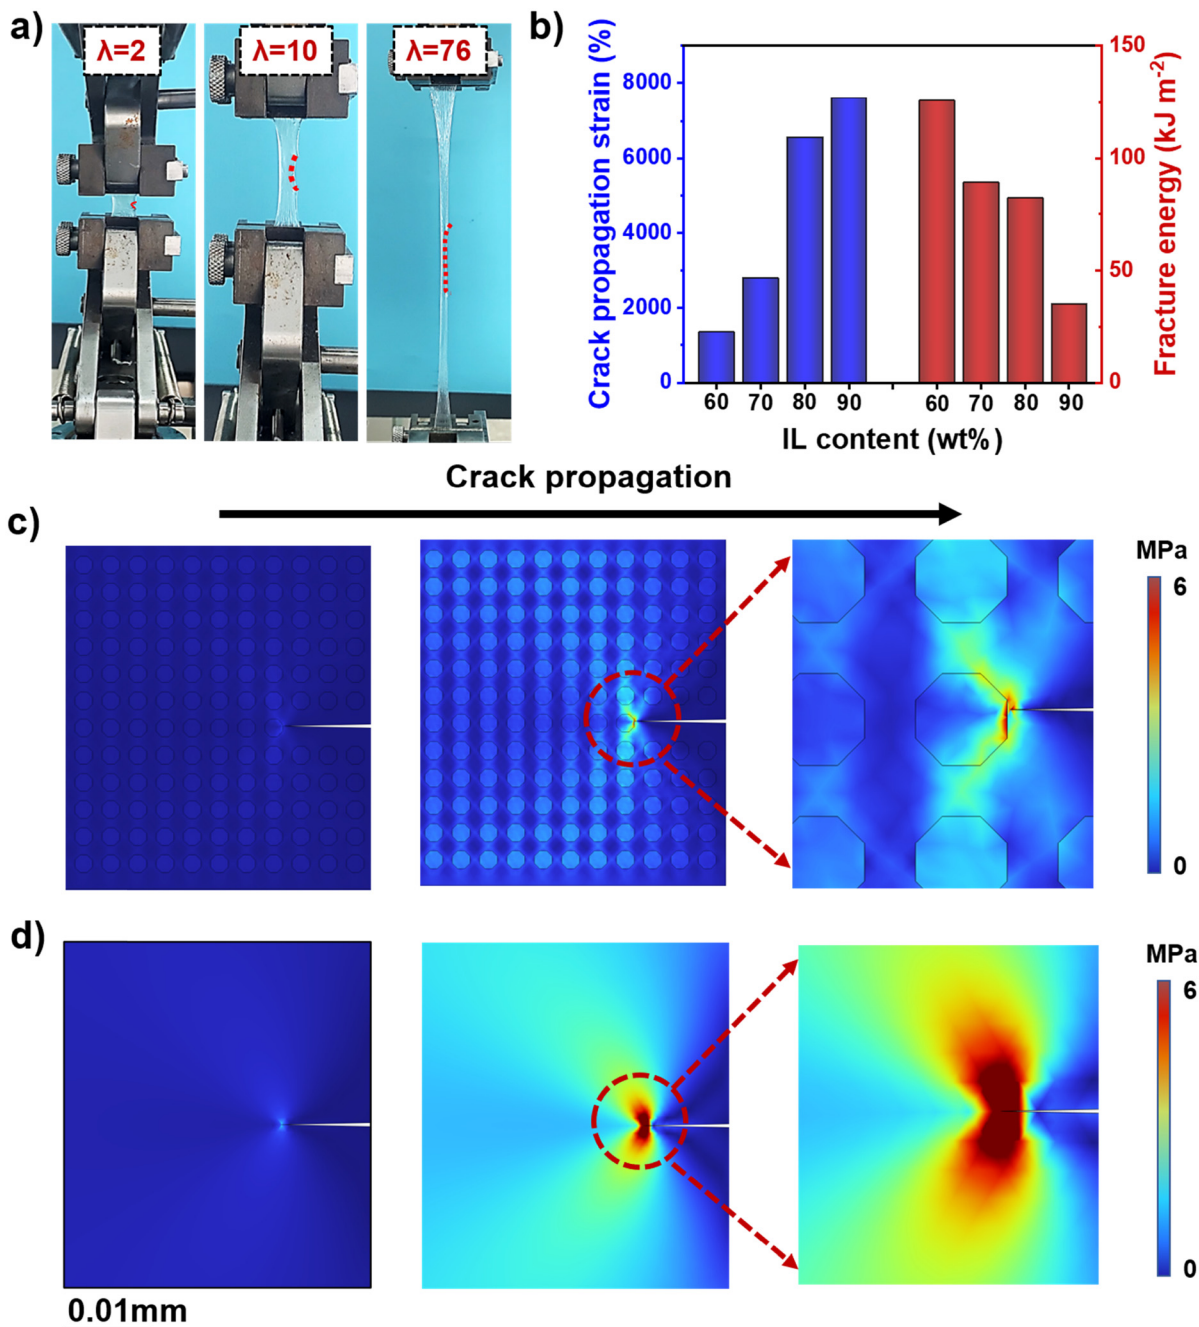 a)
λ=2
λ=10
λ=76
b)
Crack propagation strain (%)
8000
6000
4000
2000
0
Fracture energy (kJ m⁻²)
150
100
50
0
60 70 80 90 60 70 80 90
IL content (wt%)
Crack propagation
c)
MPa
6
0
d)
MPa
6
0
0.01mm